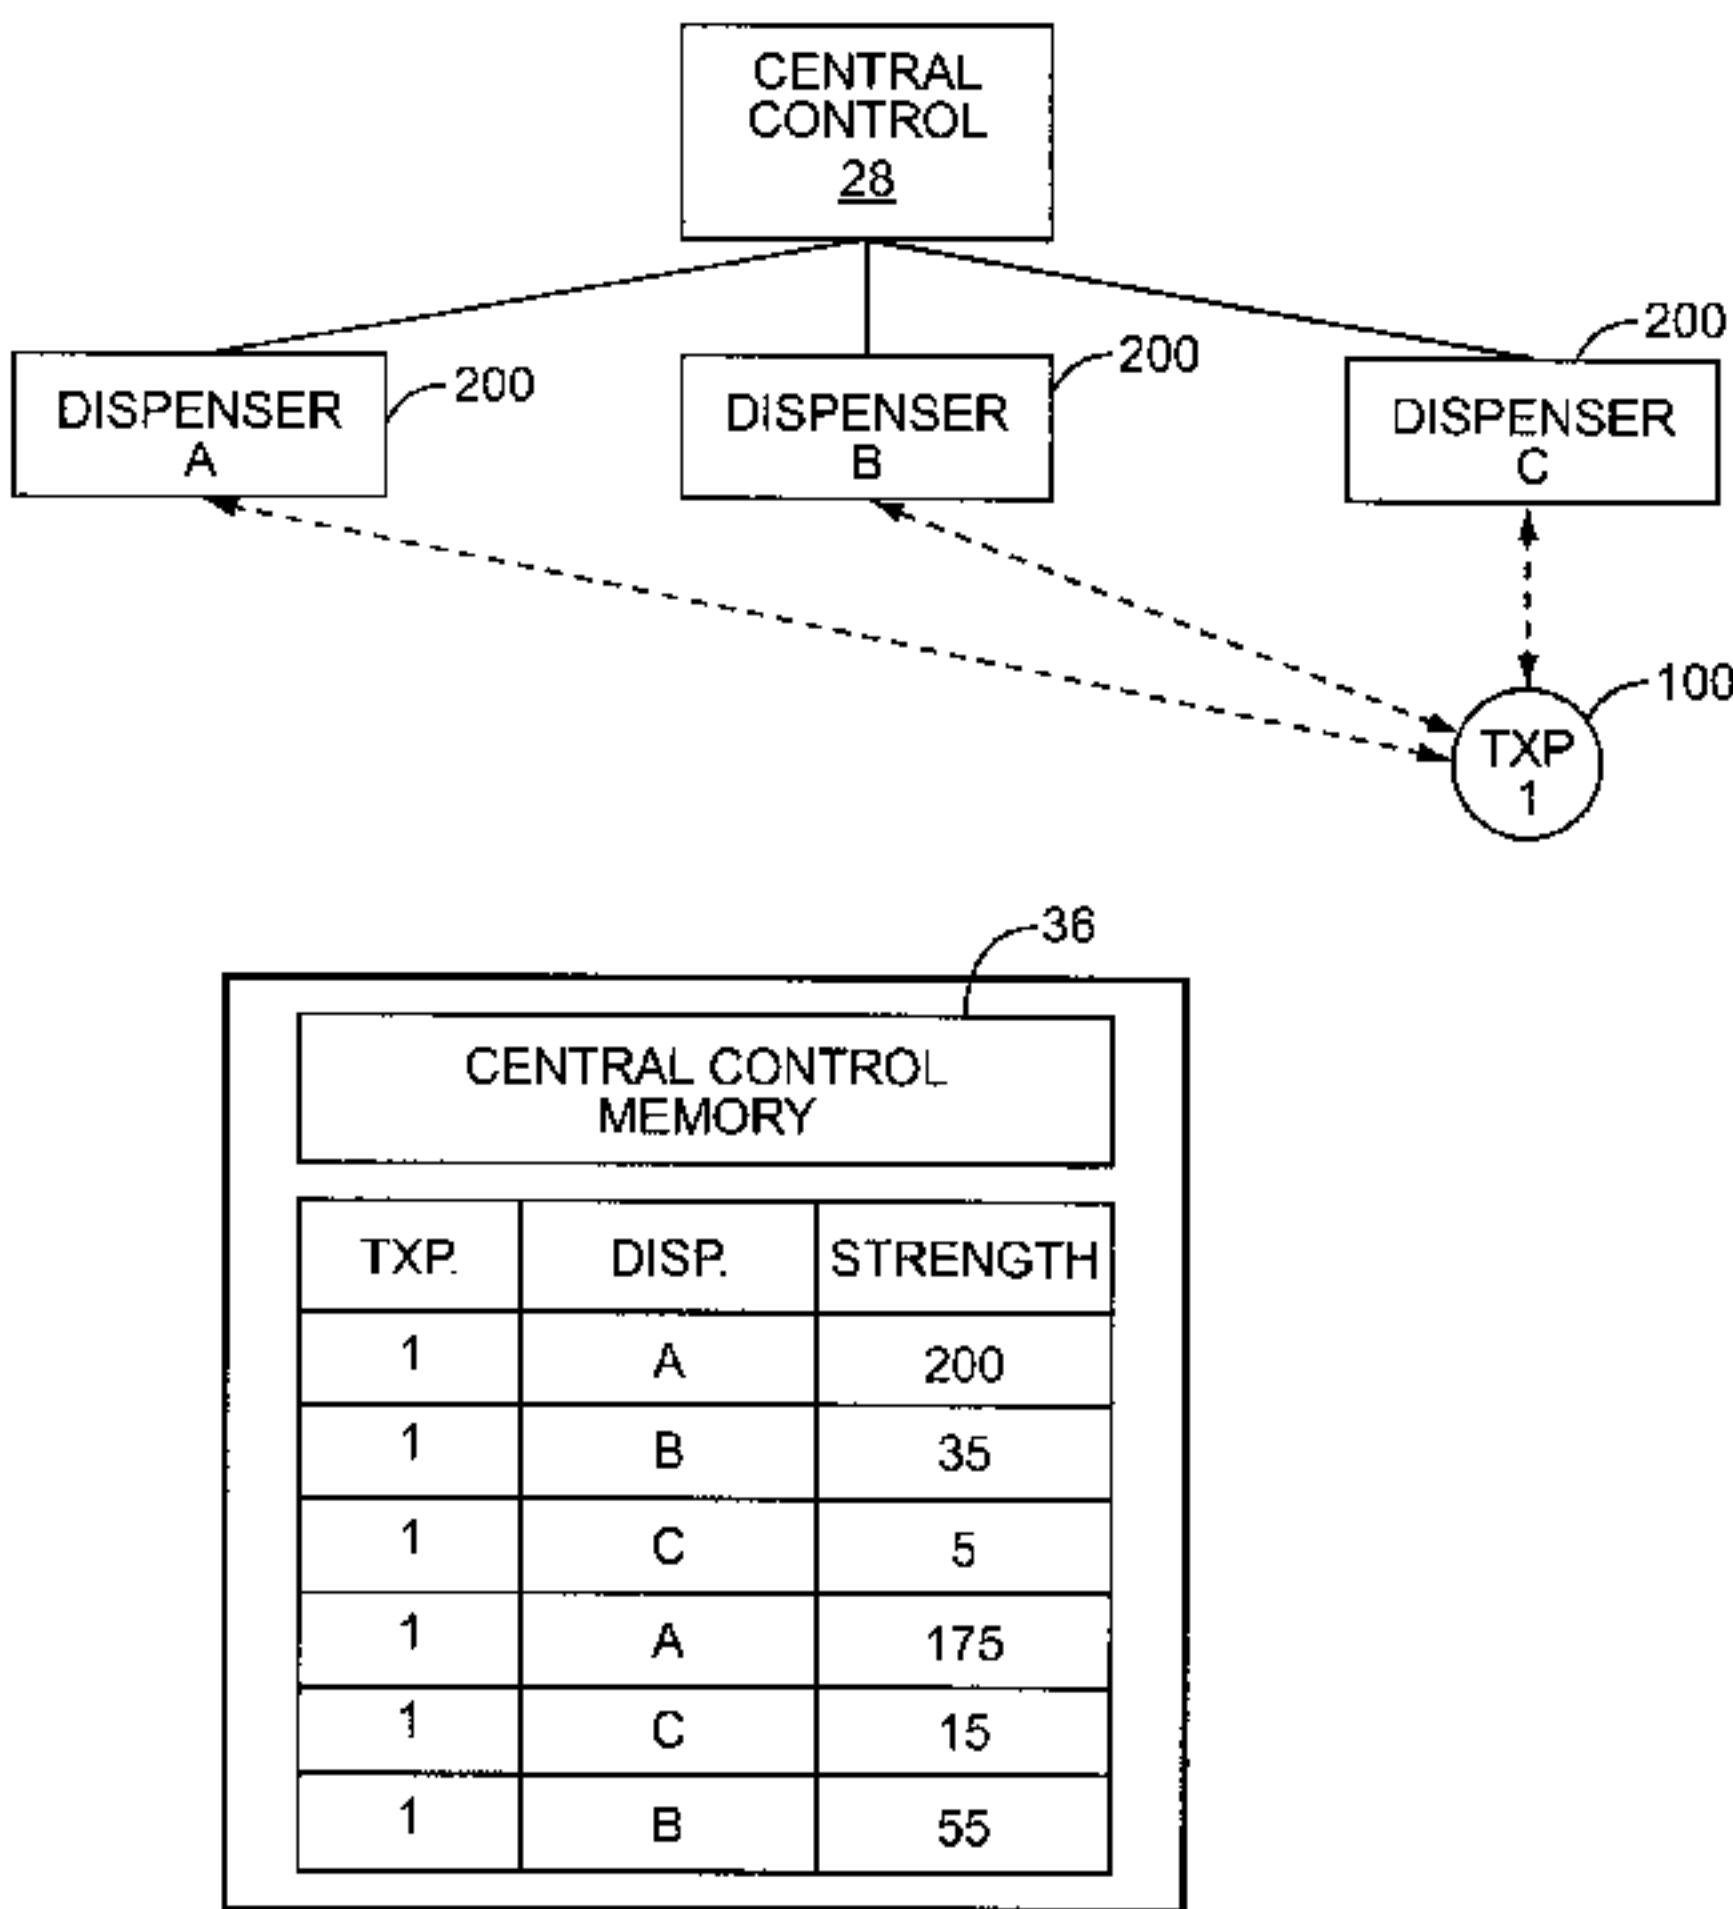 CENTRAL
CONTROL
28
200
200
200
DISPENSER
A
DISPENSER
B
DISPENSER
C
100
TXP
1
36
CENTRAL CONTROL
MEMORY
TXP. DISP. STRENGTH
1 A 200
1 B 35
1 C 5
1 A 175
1 C 15
1 B 55